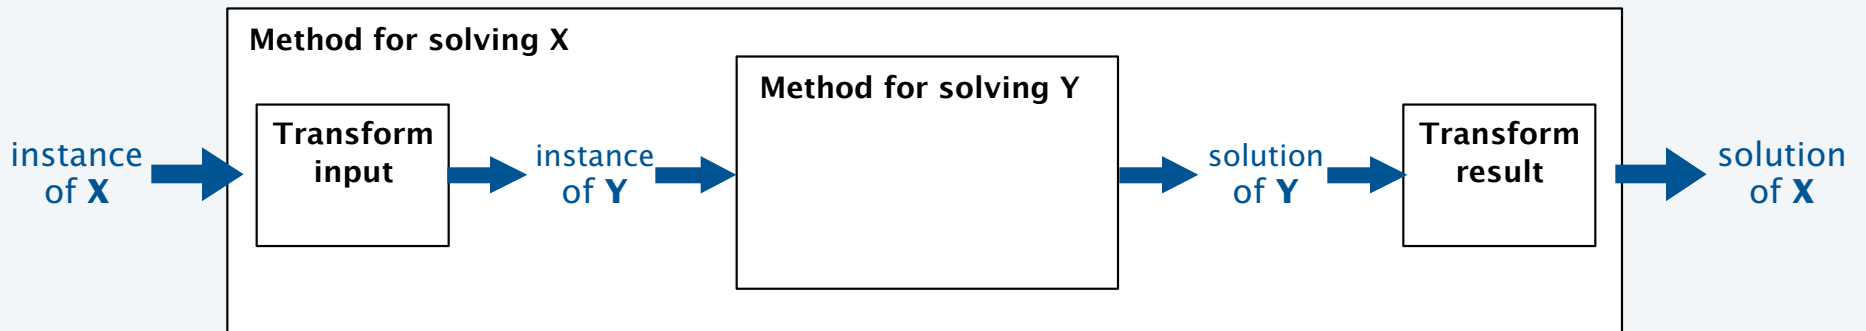 Method for solving X
Method for solving Y
Transform
input
Transform
result
instance
of X
instance
of Y
solution
of Y
solution
of X